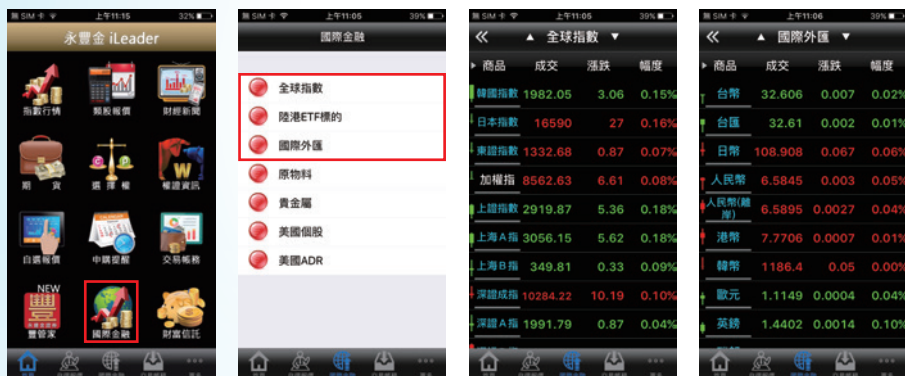 無 SIM 卡
上午11:15
32%
永豐金 iLeader
指數行情
類股報價
財經新聞
期 貨
選 擇 權
W
權證資訊
自選報價
申購提醒
交易帳務
NEW
豐
豐管家
國際金融
財富信託
無 SIM 卡
上午11:05
39%
國際金融
全球指數
陸港ETF標的
國際外匯
原物料
貴金屬
美國個股
美國ADR
無 SIM 卡
上午11:05
39%
全球指數
商品 成交 漲跌 幅度
韓國指數 1982.05 3.06 0.15%
日本指數 16590 27 0.16%
東證指數 1332.68 0.87 0.07%
加權指 8562.63 6.61 0.08%
上證指數 2919.87 5.36 0.18%
上海A指 3056.15 5.62 0.18%
上海B指 349.81 0.33 0.09%
深證成指 10284.22 10.19 0.10%
深證A指 1991.79 0.87 0.04%
無 SIM 卡
上午11:06
39%
國際外匯
商品 成交 漲跌 幅度
台幣 32.606 0.007 0.02%
台匯 32.61 0.002 0.01%
日幣 108.908 0.067 0.06%
人民幣 6.5845 0.003 0.05%
人民幣(離
岸) 6.5895 0.0027 0.04%
港幣 7.7706 0.0007 0.01%
韓幣 1186.4 0.05 0.00%
歐元 1.1149 0.0004 0.04%
英鎊 1.4402 0.0014 0.10%